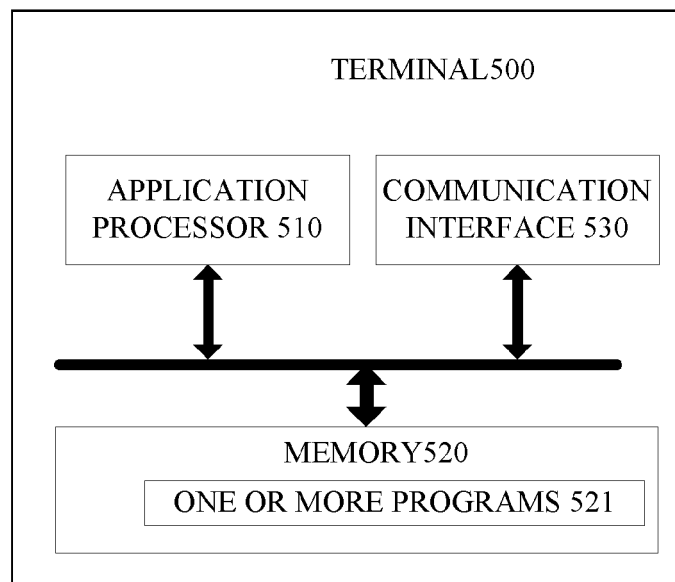 TERMINAL500
APPLICATION
PROCESSOR 510
COMMUNICATION
INTERFACE 530
MEMORY520
ONE OR MORE PROGRAMS 521